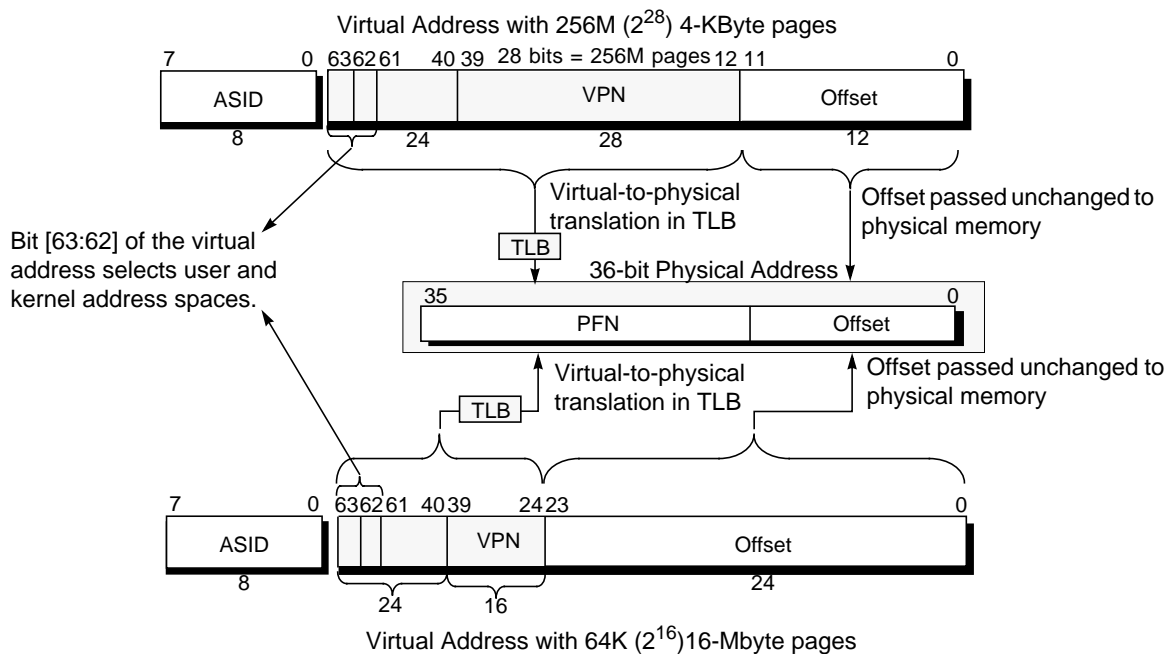 Virtual Address with 256M (2^28) 4-KByte pages
7 0 63 62 61 40 39 28 bits = 256M pages 12 11 0
ASID VPN Offset
8 24 28 12
Virtual-to-physical
translation in TLB
Offset passed unchanged to
physical memory
TLB
Bit [63:62] of the virtual
address selects user and
kernel address spaces.
36-bit Physical Address
35 0
PFN Offset
Virtual-to-physical
translation in TLB
Offset passed unchanged to
physical memory
TLB
7 0 63 62 61 40 39 24 23 0
ASID VPN Offset
8 24 16 24
Virtual Address with 64K (2^16)16-Mbyte pages